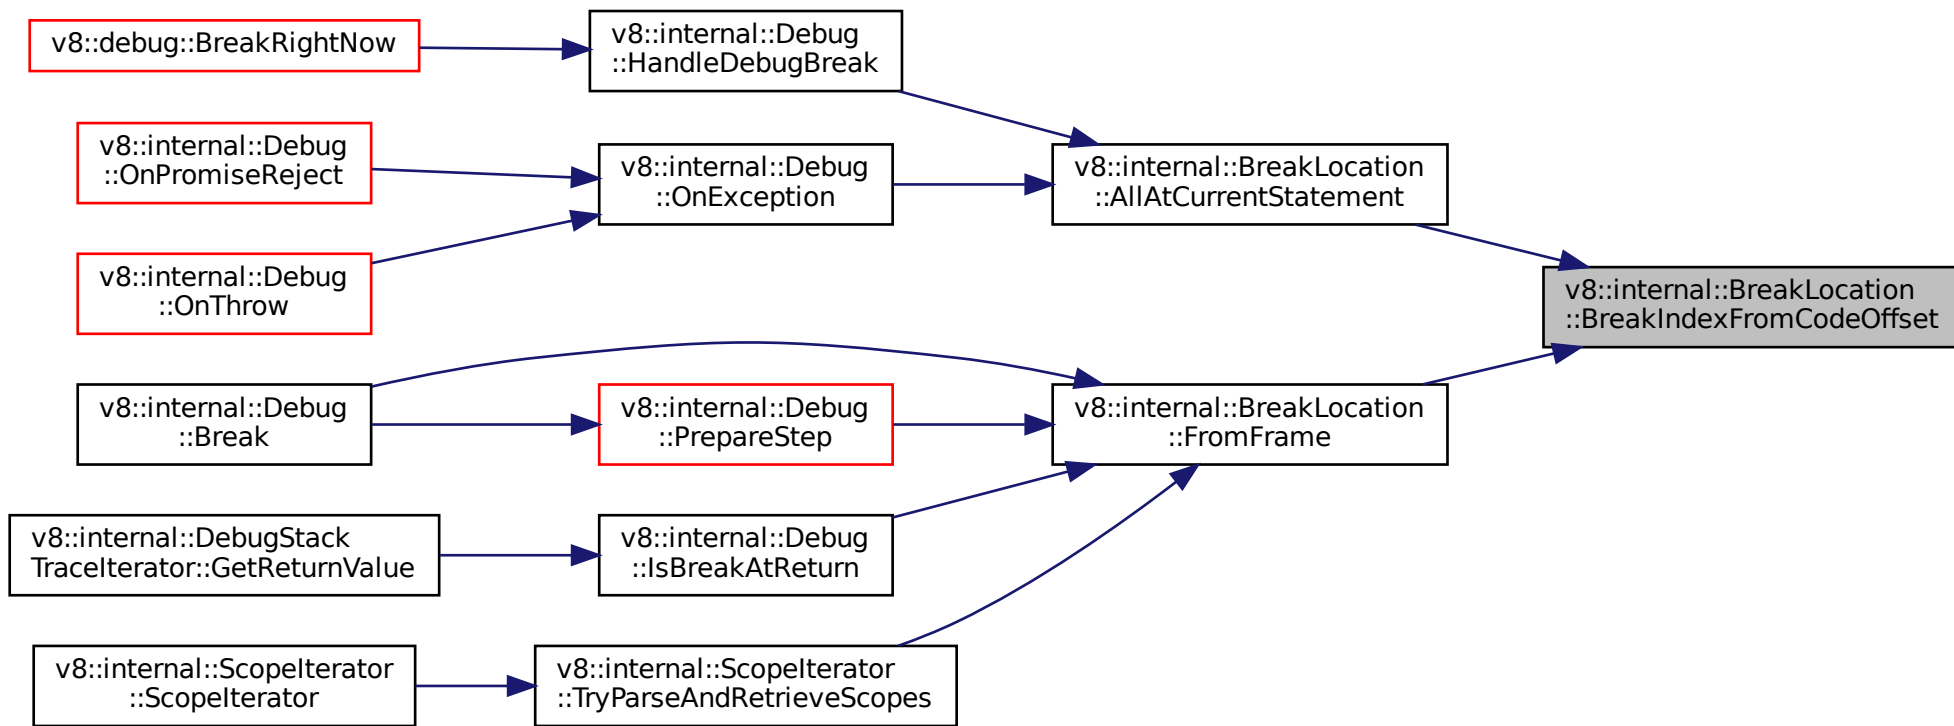 v8::debug::BreakRightNow
v8::internal::Debug
::HandleDebugBreak
v8::internal::Debug
::OnPromiseReject
v8::internal::Debug
::OnException
v8::internal::BreakLocation
::AllAtCurrentStatement
v8::internal::Debug
::OnThrow
v8::internal::BreakLocation
::BreakIndexFromCodeOffset
v8::internal::Debug
::Break
v8::internal::Debug
::PrepareStep
v8::internal::BreakLocation
::FromFrame
v8::internal::DebugStack
TraceIterator::GetReturnValue
v8::internal::Debug
::IsBreakAtReturn
v8::internal::ScopeIterator
::ScopeIterator
v8::internal::ScopeIterator
::TryParseAndRetrieveScopes